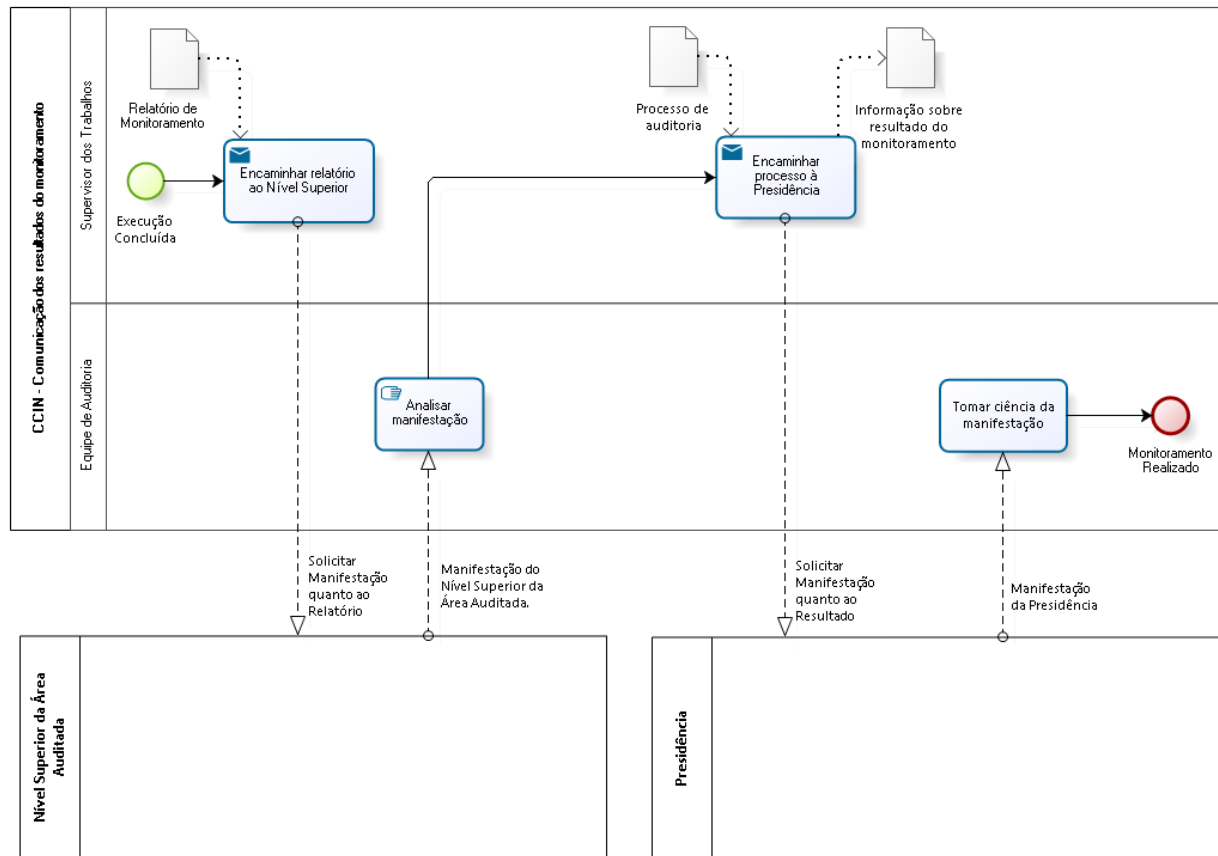 CCIN - Comunicação dos resultados do monitoramento
Supervisor dos Trabalhos
Relatório de
Monitoramento
Execução
Concluída
Encaminhar relatório
ao Nível Superior
Processo de
auditoria
Encaminhar
processo à
Presidência
Informação sobre
resultado do
monitoramento
Equipe de Auditoria
Analisar
manifestação
Tomar ciência da
manifestação
Monitoramento
Realizado
Solicitar
Manifestação
quanto ao
Relatório
Manifestação do
Nível Superior da
Área Auditada.
Solicitar
Manifestação
quanto ao
Resultado
Manifestação
da Presidência
Nível Superior da Área
Auditada
Presidência